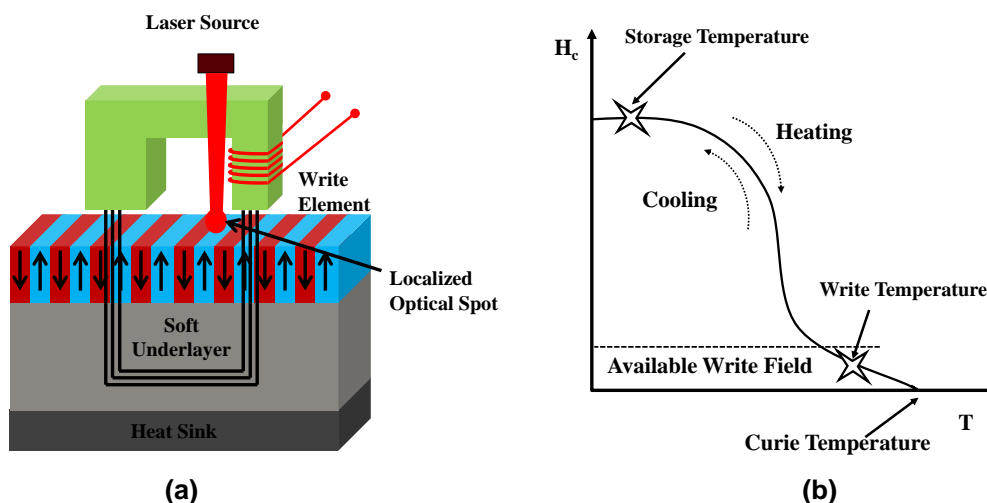 Laser Source
Write
Element
Localized
Optical Spot
Soft
Underlayer
Heat Sink
(a)
H_c
Storage Temperature
Heating
Cooling
Write Temperature
Available Write Field
T
Curie Temperature
(b)